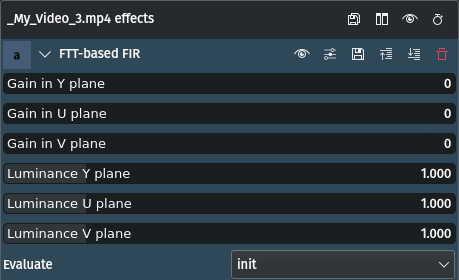 _My_Video_3.mp4 effects
a FTT-based FIR
Gain in Y plane 0
Gain in U plane 0
Gain in V plane 0
Luminance Y plane 1.000
Luminance U plane 1.000
Luminance V plane 1.000
Evaluate init